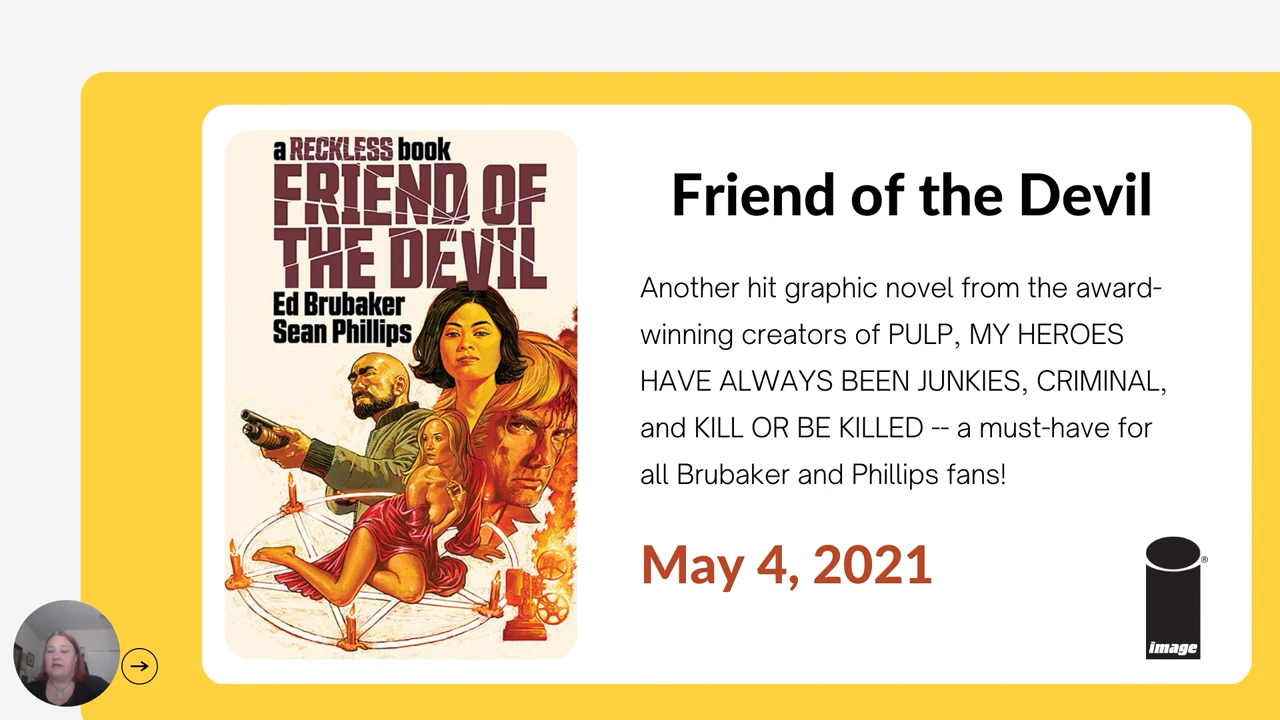 a RECKLESS book
FRIEND OF
THE DEVIL
Ed Brubaker
Sean Phillips
Friend of the Devil
Another hit graphic novel from the award-
winning creators of PULP, MY HEROES
HAVE ALWAYS BEEN JUNKIES, CRIMINAL,
and KILL OR BE KILLED -- a must-have for
all Brubaker and Phillips fans!
May 4, 2021
image®